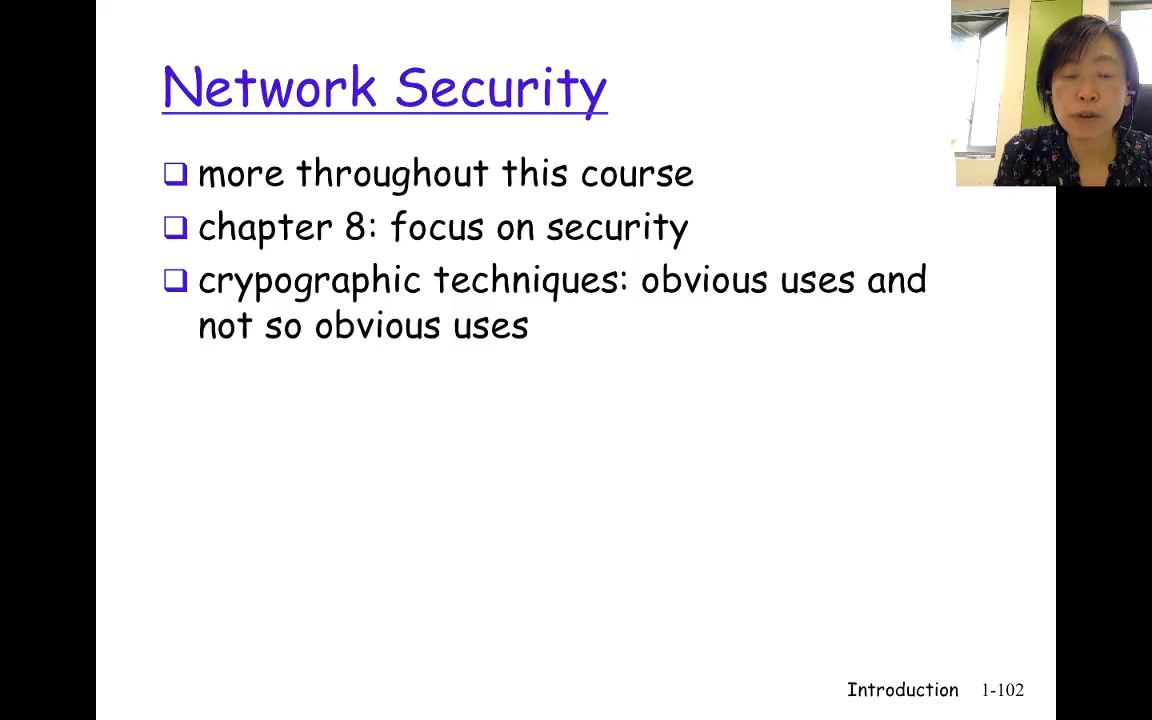 Network Security
more throughout this course
chapter 8: focus on security
crypographic techniques: obvious uses and
not so obvious uses
Introduction 1-102